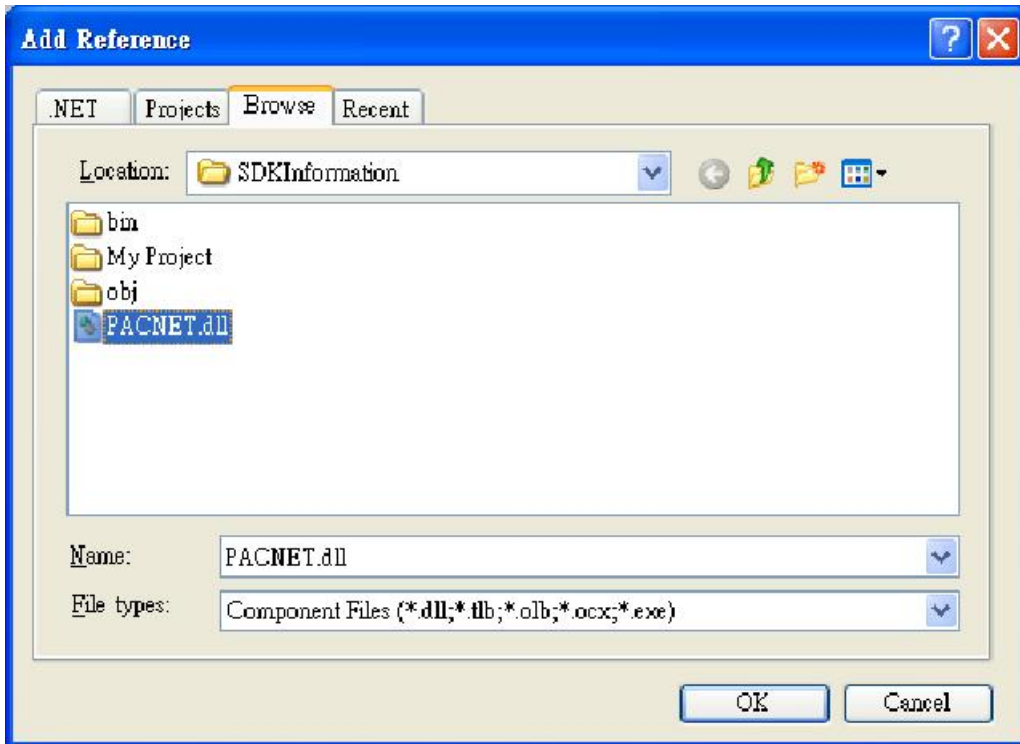 Add Reference
.NET Projects Browse Recent
Location: SDKInformation
bin
My Project
obj
PACNET.dll
Name: PACNET.dll
File types: Component Files (*.dll;*.tlb;*.olb;*.ocx;*.exe)
OK Cancel